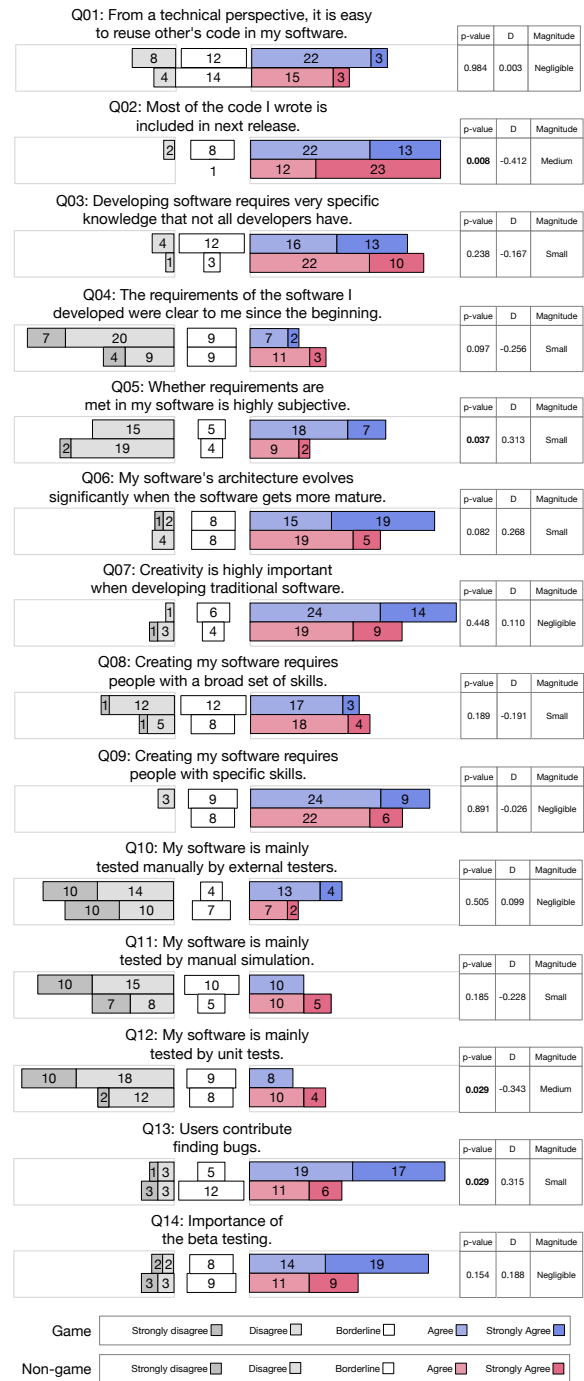 Q01: From a technical perspective, it is easy
to reuse other's code in my software.
8 12 22 3
4 14 15 3
p-value D Magnitude
0.984 0.003 Negligible
Q02: Most of the code I wrote is
included in next release.
2 8 22 13
1 12 23
p-value D Magnitude
0.008 -0.412 Medium
Q03: Developing software requires very specific
knowledge that not all developers have.
4 12 16 13
1 3 22 10
p-value D Magnitude
0.238 -0.167 Small
Q04: The requirements of the software I
developed were clear to me since the beginning.
7 20 9 7 2
4 9 9 11 3
p-value D Magnitude
0.097 -0.256 Small
Q05: Whether requirements are
met in my software is highly subjective.
15 5 18 7
2 19 4 9 2
p-value D Magnitude
0.037 0.313 Small
Q06: My software's architecture evolves
significantly when the software gets more mature.
1 2 8 15 19
4 8 19 5
p-value D Magnitude
0.082 0.268 Small
Q07: Creativity is highly important
when developing traditional software.
1 6 24 14
1 3 4 19 9
p-value D Magnitude
0.448 0.110 Negligible
Q08: Creating my software requires
people with a broad set of skills.
1 12 12 17 3
1 5 8 18 4
p-value D Magnitude
0.189 -0.191 Small
Q09: Creating my software requires
people with specific skills.
3 9 24 9
8 22 6
p-value D Magnitude
0.891 -0.026 Negligible
Q10: My software is mainly
tested manually by external testers.
10 14 4 13 4
10 10 7 7 2
p-value D Magnitude
0.505 0.099 Negligible
Q11: My software is mainly
tested by manual simulation.
10 15 10 10
7 8 5 10 5
p-value D Magnitude
0.185 -0.228 Small
Q12: My software is mainly
tested by unit tests.
10 18 9 8
2 12 8 10 4
p-value D Magnitude
0.029 -0.343 Medium
Q13: Users contribute
finding bugs.
1 3 5 19 17
3 3 12 11 6
p-value D Magnitude
0.029 0.315 Small
Q14: Importance of
the beta testing.
2 2 8 14 19
3 3 9 11 9
p-value D Magnitude
0.154 0.188 Negligible
Game Strongly disagree Disagree Borderline Agree Strongly Agree
Non-game Strongly disagree Disagree Borderline Agree Strongly Agree